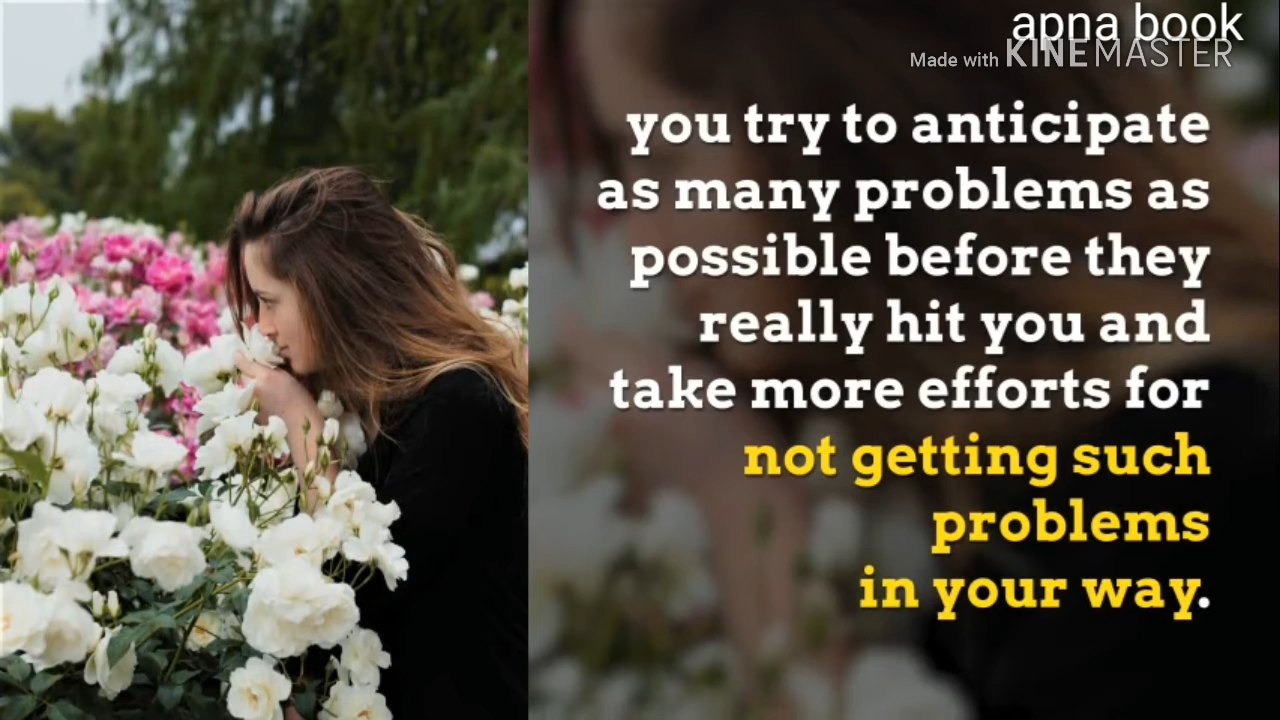 apna book
Made with KINEMASTER
you try to anticipate
as many problems as
possible before they
really hit you and
take more efforts for
not getting such
problems
in your way.